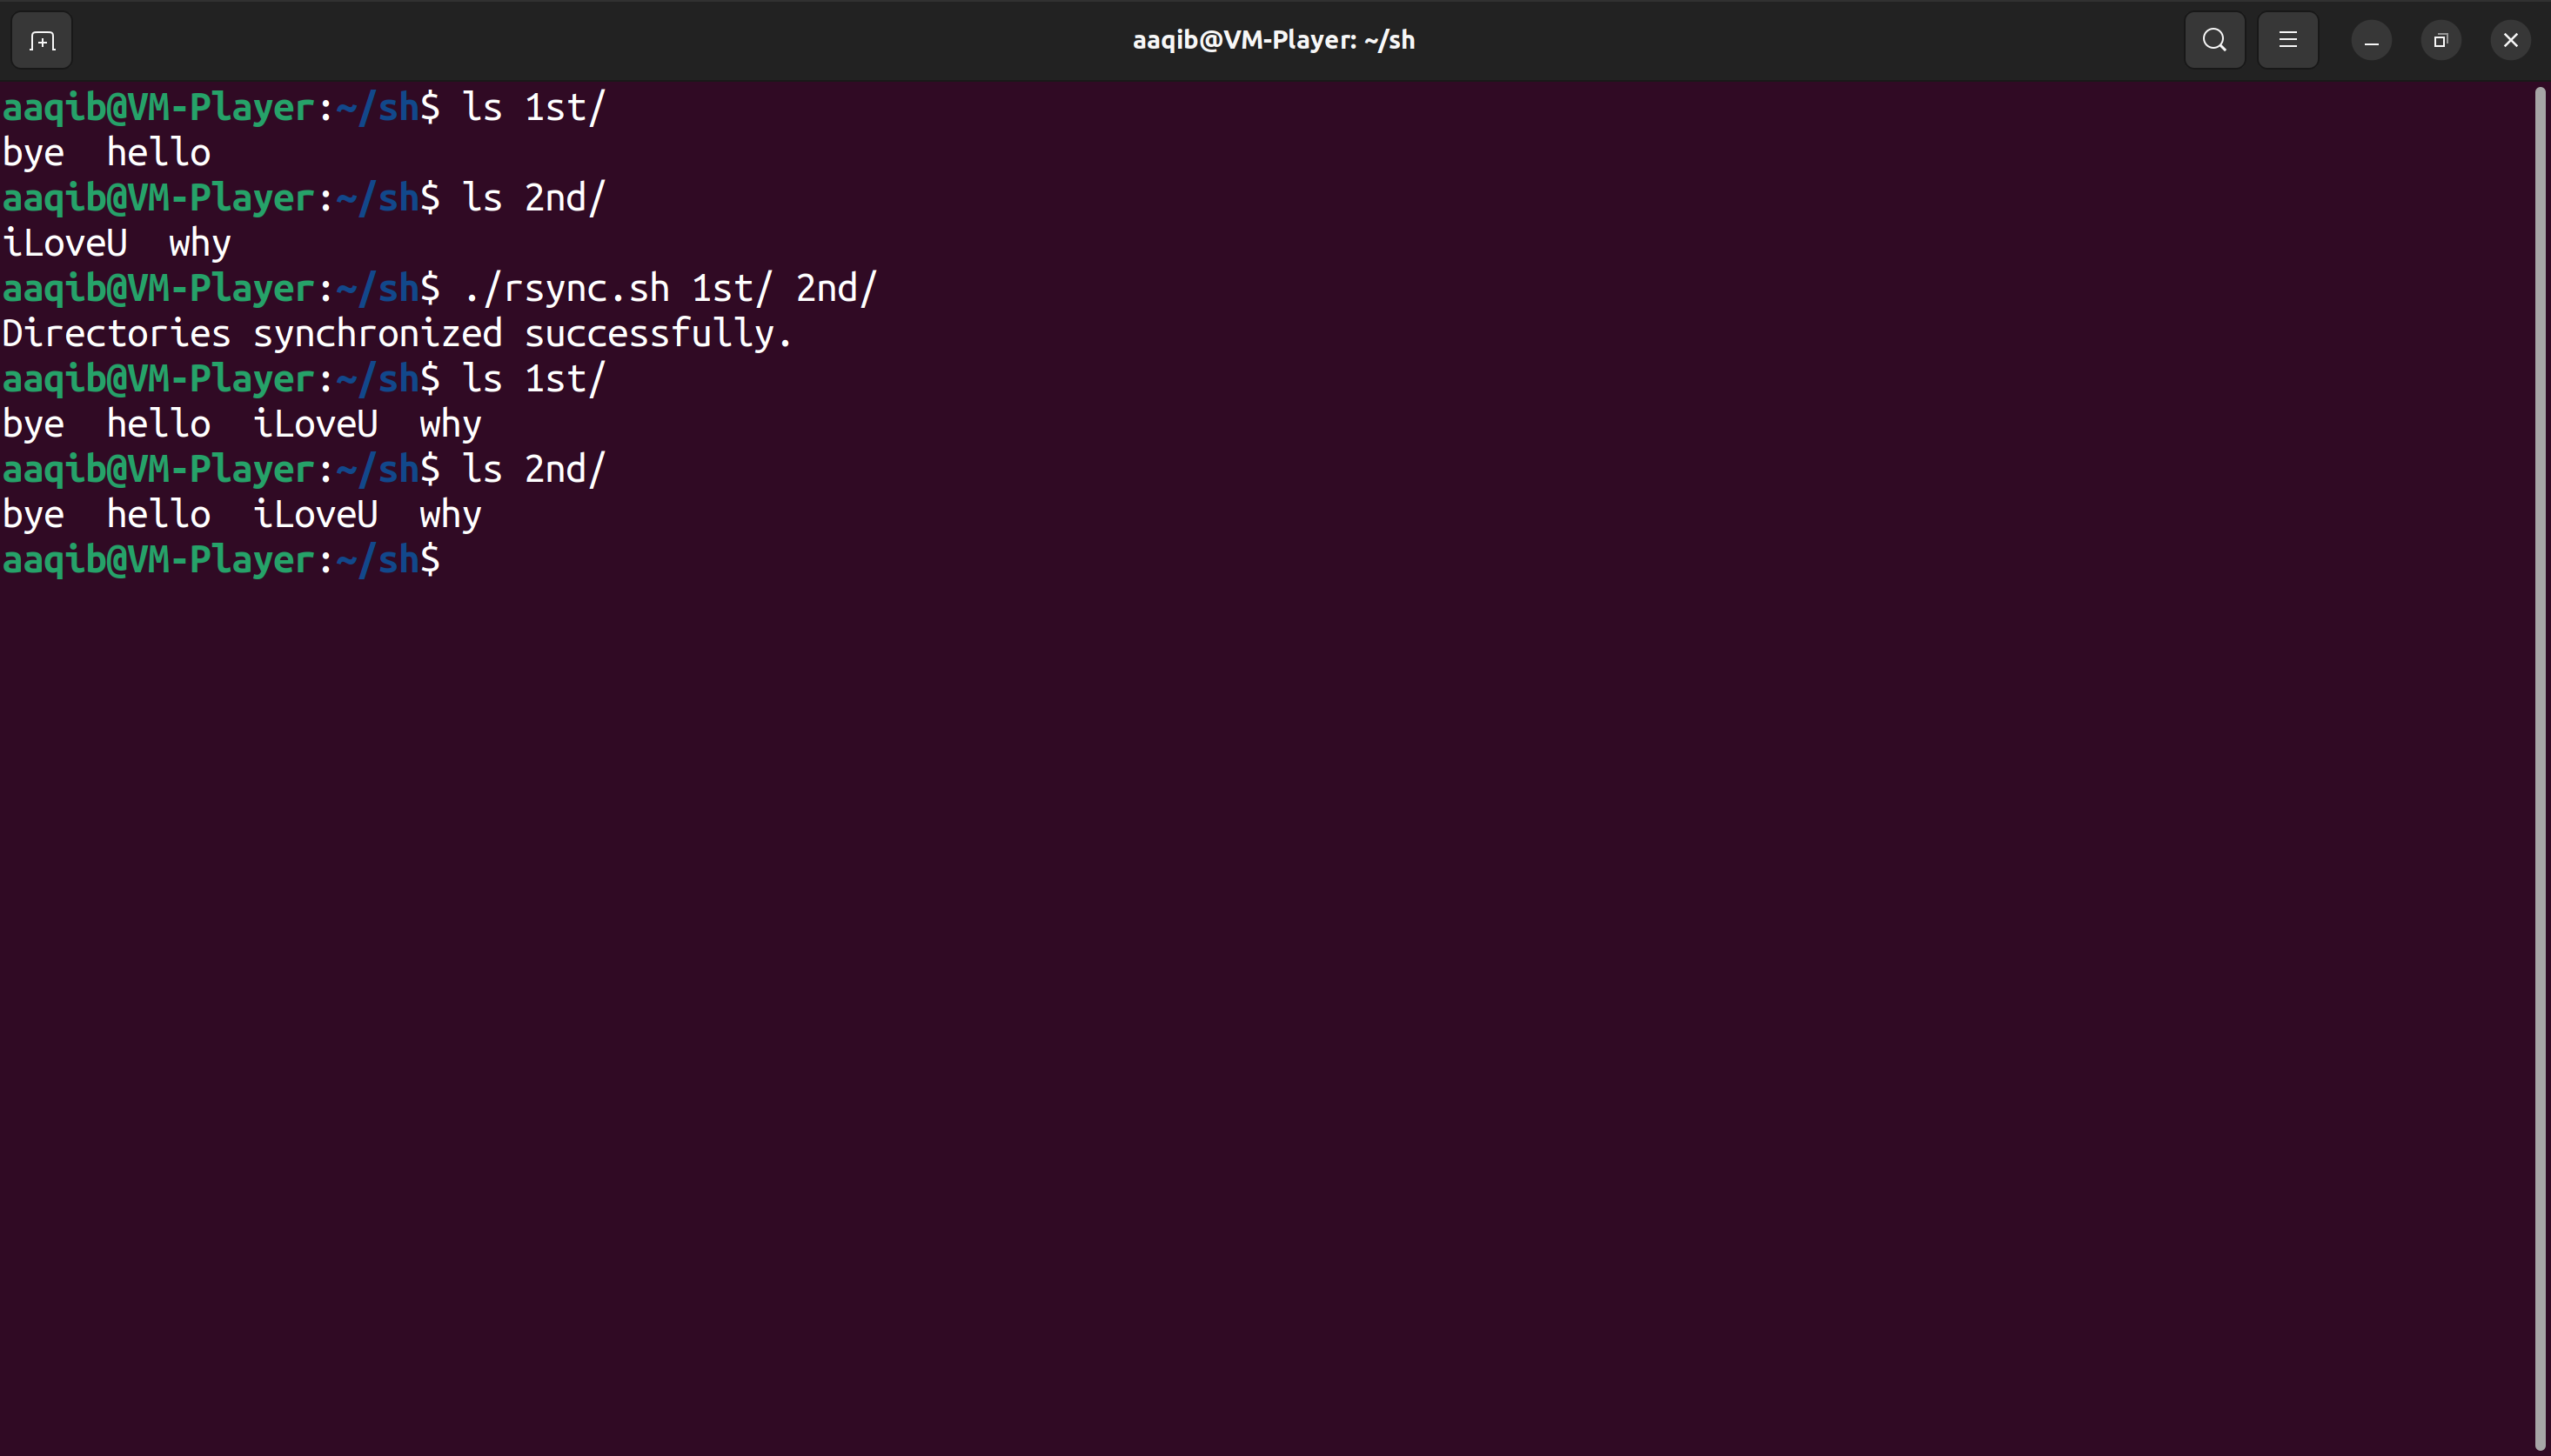 aaqib@VM-Player: ~/sh
aaqib@VM-Player:~/sh$ ls 1st/
bye  hello
aaqib@VM-Player:~/sh$ ls 2nd/
iLoveU  why
aaqib@VM-Player:~/sh$ ./rsync.sh 1st/ 2nd/
Directories synchronized successfully.
aaqib@VM-Player:~/sh$ ls 1st/
bye  hello  iLoveU  why
aaqib@VM-Player:~/sh$ ls 2nd/
bye  hello  iLoveU  why
aaqib@VM-Player:~/sh$